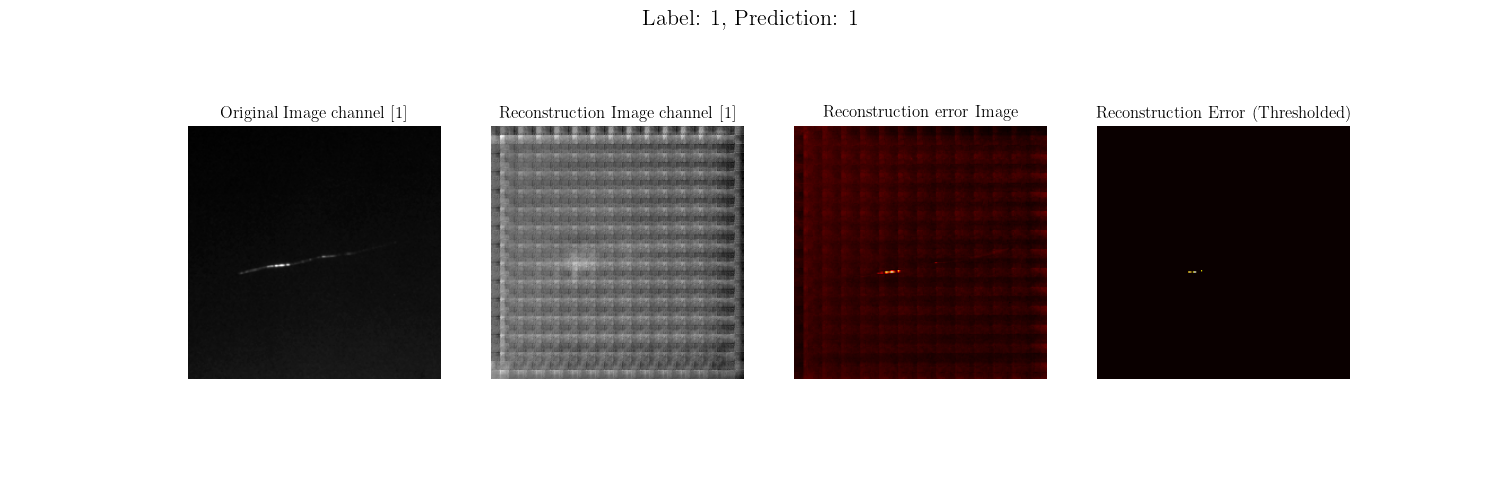 Label: 1, Prediction: 1
Original Image channel [1]
Reconstruction Image channel [1]
Reconstruction error Image
Reconstruction Error (Thresholded)